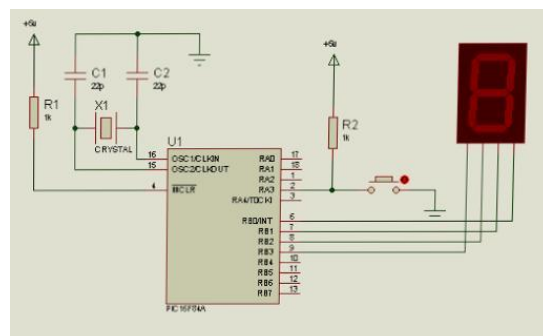 +5v
+5v
C1
22p
C2
22p
R1
1k
X1
CRYSTAL
R2
1k
U1
16 OSC1/CLKIN RA0 17
15 OSC2/CLKOUT RA1 18
RA2 1
4 MCLR RA3 2
RA4/T0CKI 3
RB0/INT 6
RB1 7
RB2 8
RB3 9
RB4 10
RB5 11
RB6 12
RB7 13
PIC16F84A